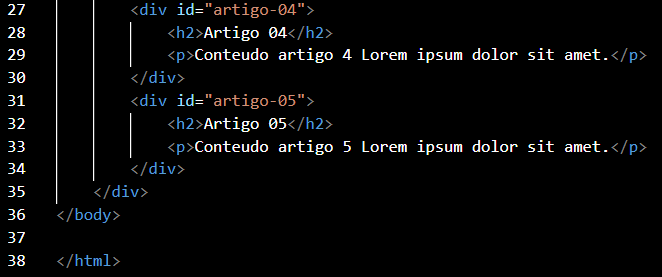 27 <div id="artigo-04">
28 <h2>Artigo 04</h2>
29 <p>Conteudo artigo 4 Lorem ipsum dolor sit amet.</p>
30 </div>
31 <div id="artigo-05">
32 <h2>Artigo 05</h2>
33 <p>Conteudo artigo 5 Lorem ipsum dolor sit amet.</p>
34 </div>
35 </div>
36 </body>
37
38 </html>